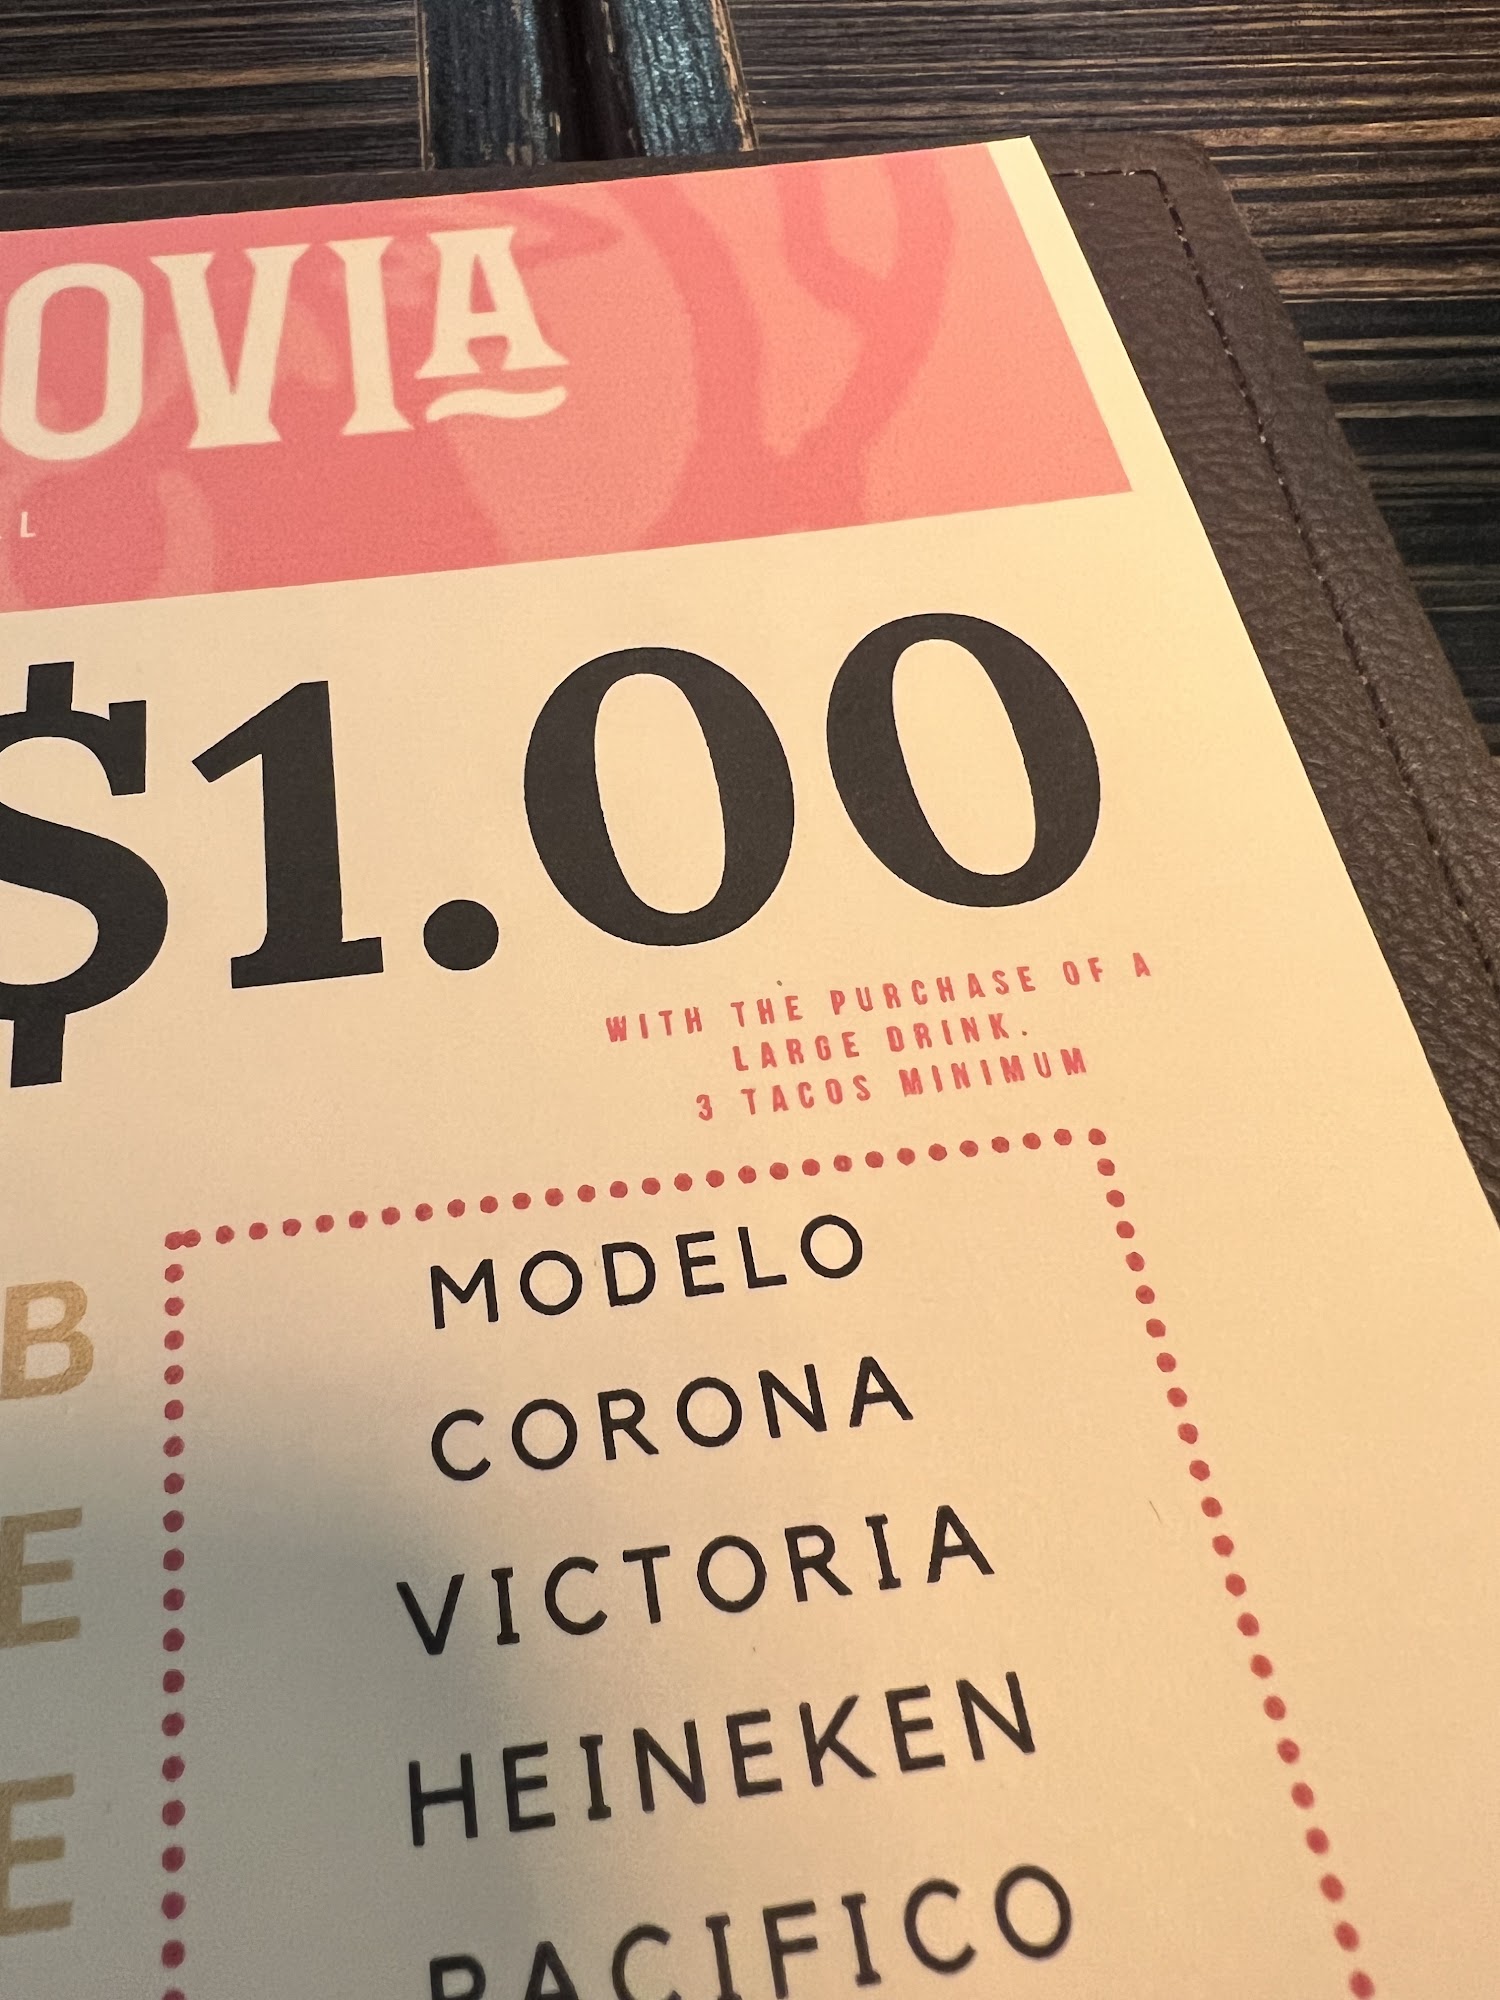 OVIA
L
$1.00
WITH THE PURCHASE OF A
LARGE DRINK.
3 TACOS MINIMUM
B
E
E
MODELO
CORONA
VICTORIA
HEINEKEN
PACIFICO